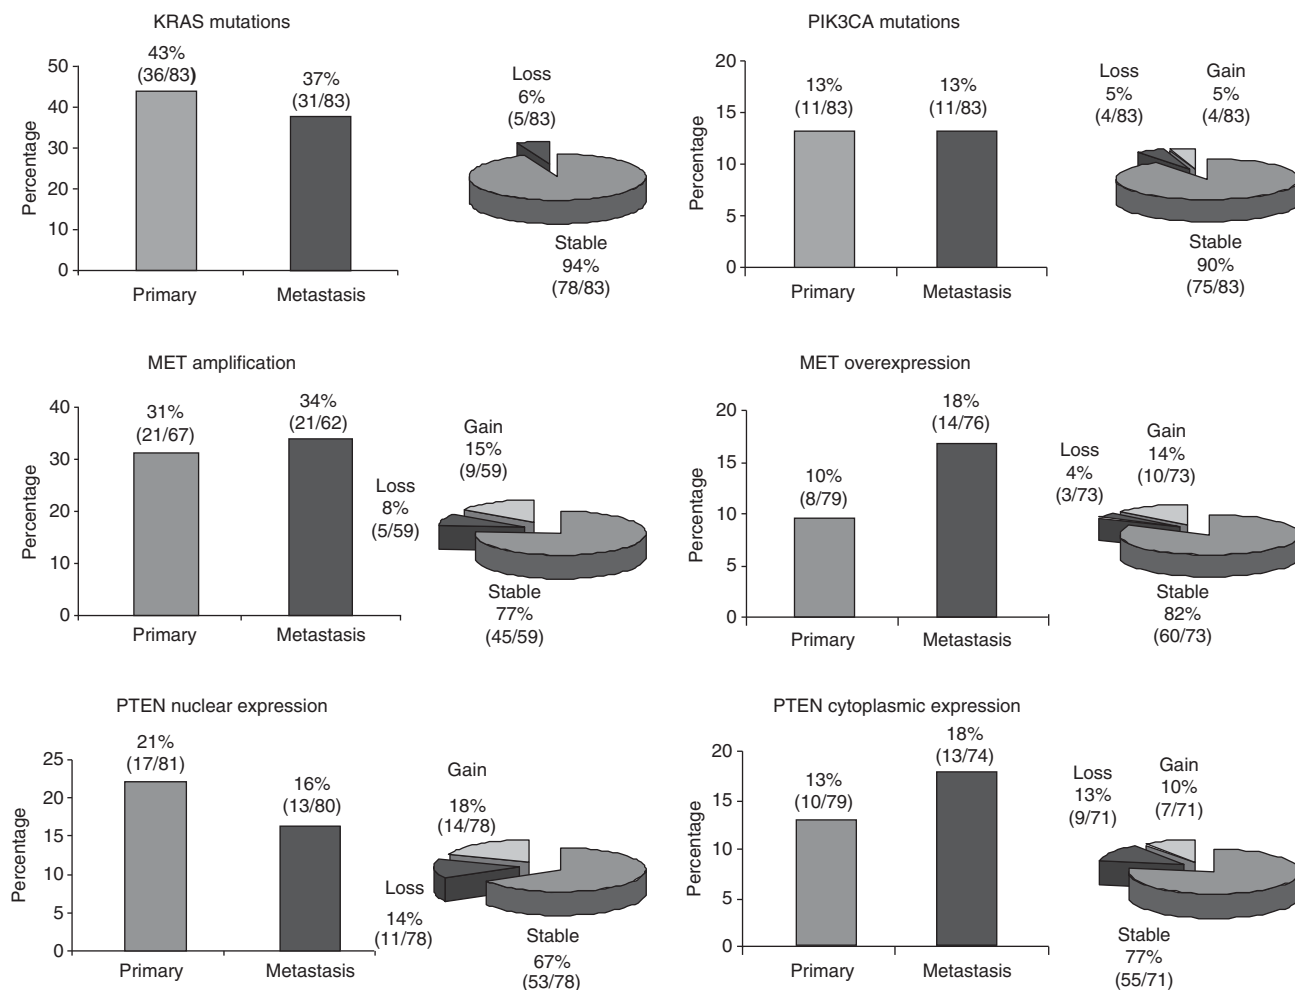 KRAS mutations
Percentage
50
40
30
20
10
0
43%
(36/83)
37%
(31/83)
Primary
Metastasis
Loss
6%
(5/83)
Stable
94%
(78/83)
PIK3CA mutations
Percentage
20
15
10
5
0
13%
(11/83)
13%
(11/83)
Primary
Metastasis
Loss
5%
(4/83)
Gain
5%
(4/83)
Stable
90%
(75/83)
MET amplification
Percentage
40
30
20
10
0
31%
(21/67)
34%
(21/62)
Primary
Metastasis
Gain
15%
(9/59)
Loss
8%
(5/59)
Stable
77%
(45/59)
MET overexpression
Percentage
20
15
10
5
0
10%
(8/79)
18%
(14/76)
Primary
Metastasis
Loss
4%
(3/73)
Gain
14%
(10/73)
Stable
82%
(60/73)
PTEN nuclear expression
Percentage
25
20
15
10
5
0
21%
(17/81)
16%
(13/80)
Primary
Metastasis
Gain
18%
(14/78)
Loss
14%
(11/78)
Stable
67%
(53/78)
PTEN cytoplasmic expression
Percentage
20
15
10
5
0
13%
(10/79)
18%
(13/74)
Primary
Metastasis
Loss
13%
(9/71)
Gain
10%
(7/71)
Stable
77%
(55/71)